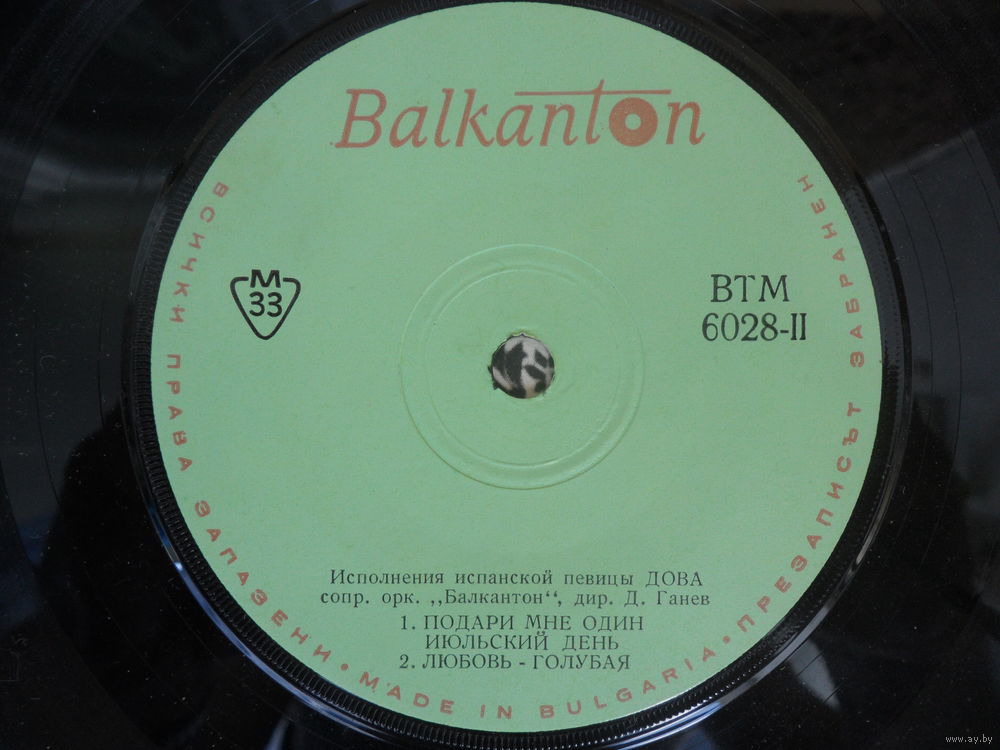 Balkanton
ВСИЧКИ ПРАВА ЗАПАЗЕНИ • MADE IN BULGARIA • ПРЕЗАПИСЪТ ЗАБРАНЕН
М
33
ВТМ
6028-II
Исполнения испанской певицы ДОВА
сопр. орк. ,,Балкантон“, дир. Д. Ганев
1. ПОДАРИ МНЕ ОДИН
ИЮЛЬСКИЙ ДЕНЬ
2. ЛЮБОВЬ - ГОЛУБАЯ
www.ay.by